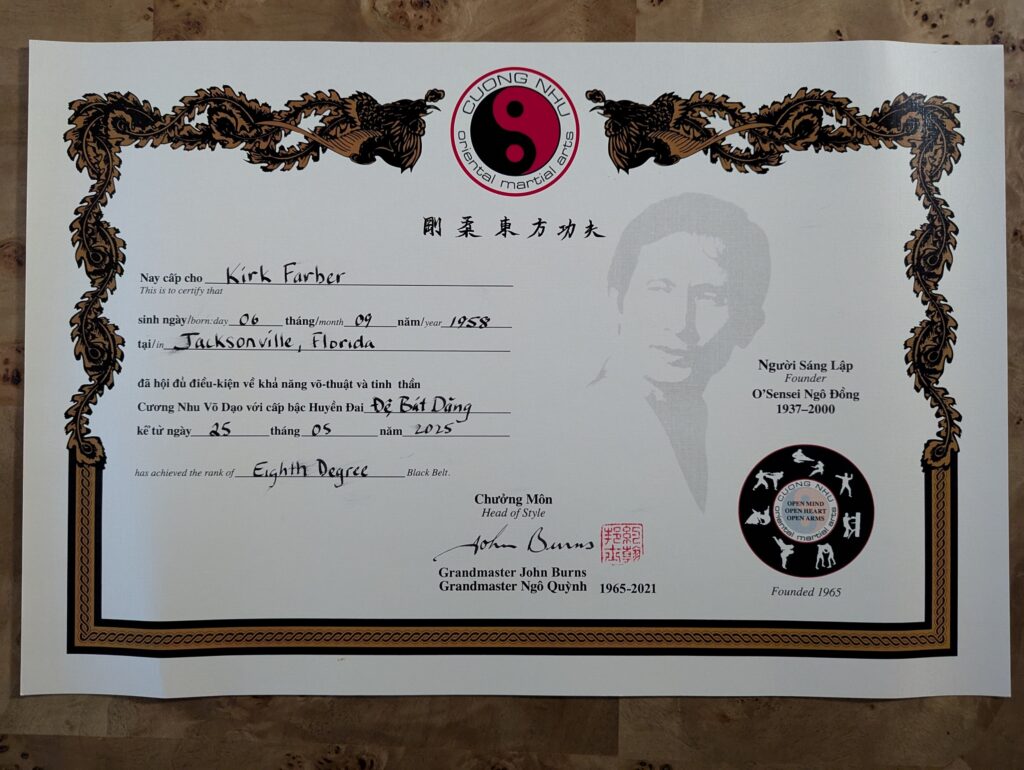 CUONG NHU
oriental martial arts
剛柔東方功夫
Nay cấp cho Kirk Farber
This is to certify that
sinh ngày/born:day 06 tháng/month 09 năm/year 1958
tại/in Jacksonville, Florida
đã hội đủ điều-kiện về khả năng võ-thuật và tinh thần
Cương Nhu Võ Đạo với cấp bậc Huyền Đai Đệ Bát Đẳng
kể từ ngày 25 tháng 05 năm 2025
has achieved the rank of Eighth Degree Black Belt.
Người Sáng Lập
Founder
O'Sensei Ngô Đồng
1937–2000
Chưởng Môn
Head of Style
John Burns
Grandmaster John Burns
Grandmaster Ngô Quỳnh 1965-2021
CUONG NHU
OPEN MIND
OPEN HEART
OPEN ARMS
oriental martial arts
Founded 1965